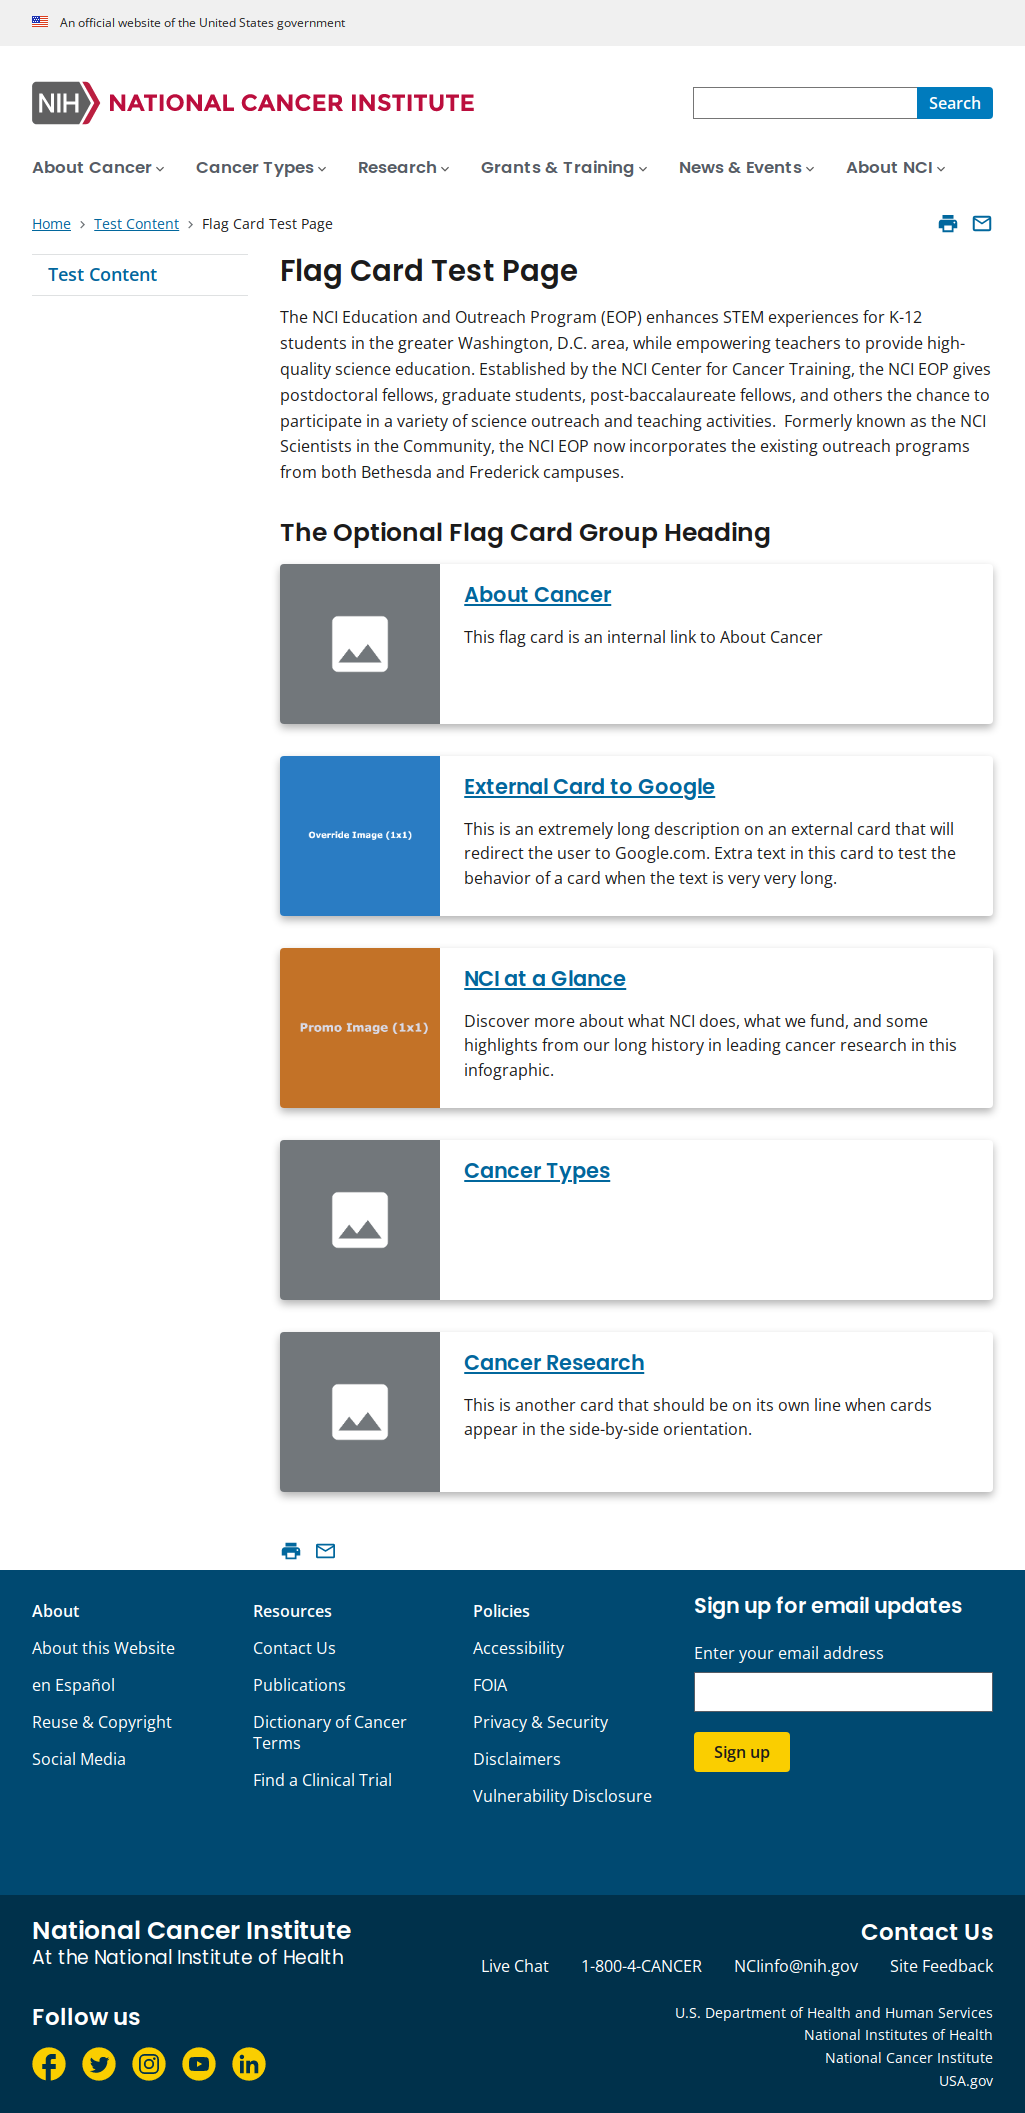 An official website of the United States government
NIH NATIONAL CANCER INSTITUTE
Search
About Cancer
Cancer Types
Research
Grants & Training
News & Events
About NCI
Home > Test Content > Flag Card Test Page
Test Content
Flag Card Test Page
The NCI Education and Outreach Program (EOP) enhances STEM experiences for K-12
students in the greater Washington, D.C. area, while empowering teachers to provide high-
quality science education. Established by the NCI Center for Cancer Training, the NCI EOP gives
postdoctoral fellows, graduate students, post-baccalaureate fellows, and others the chance to
participate in a variety of science outreach and teaching activities.  Formerly known as the NCI
Scientists in the Community, the NCI EOP now incorporates the existing outreach programs
from both Bethesda and Frederick campuses.
The Optional Flag Card Group Heading
About Cancer
This flag card is an internal link to About Cancer
Override Image (1x1)
External Card to Google
This is an extremely long description on an external card that will
redirect the user to Google.com. Extra text in this card to test the
behavior of a card when the text is very very long.
Promo Image (1x1)
NCI at a Glance
Discover more about what NCI does, what we fund, and some
highlights from our long history in leading cancer research in this
infographic.
Cancer Types
Cancer Research
This is another card that should be on its own line when cards
appear in the side-by-side orientation.
About
About this Website
en Español
Reuse & Copyright
Social Media
Resources
Contact Us
Publications
Dictionary of Cancer
Terms
Find a Clinical Trial
Policies
Accessibility
FOIA
Privacy & Security
Disclaimers
Vulnerability Disclosure
Sign up for email updates
Enter your email address
Sign up
National Cancer Institute
At the National Institute of Health
Contact Us
Live Chat
1-800-4-CANCER
NCIinfo@nih.gov
Site Feedback
Follow us
U.S. Department of Health and Human Services
National Institutes of Health
National Cancer Institute
USA.gov